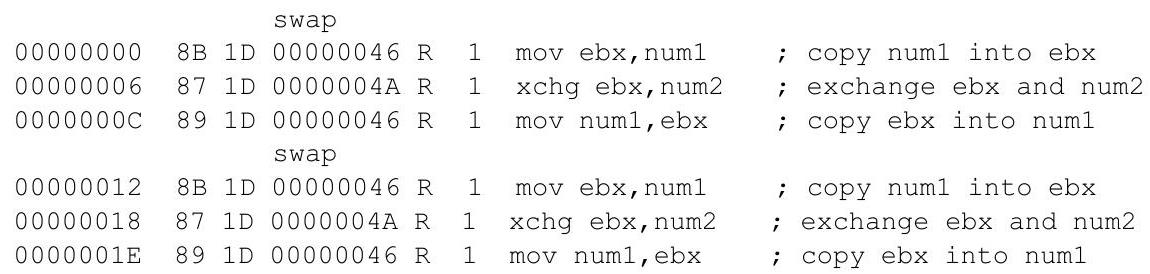 swap
00000000 8B 1D 00000046 R 1 mov ebx,num1 ; copy num1 into ebx
00000006 87 1D 0000004A R 1 xchg ebx,num2 ; exchange ebx and num2
0000000C 89 1D 00000046 R 1 mov num1,ebx ; copy ebx into num1
swap
00000012 8B 1D 00000046 R 1 mov ebx,num1 ; copy num1 into ebx
00000018 87 1D 0000004A R 1 xchg ebx,num2 ; exchange ebx and num2
0000001E 89 1D 00000046 R 1 mov num1,ebx ; copy ebx into num1